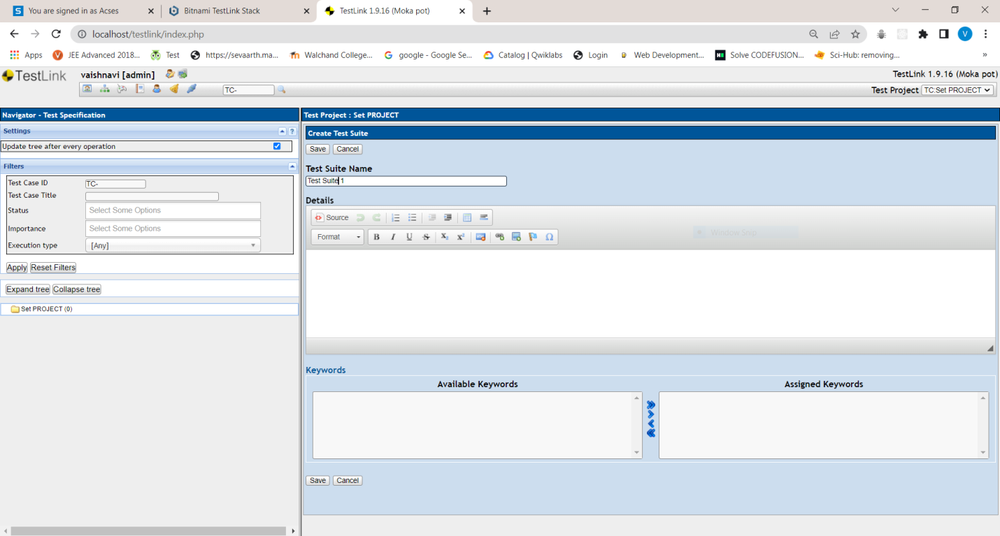 You are signed in as Acses
Bitnami TestLink Stack
TestLink 1.9.16 (Moka pot)
localhost/testlink/index.php
V
Apps
JEE Advanced 2018...
Test
https://sevaarth.ma...
Walchand College...
google - Google Se...
Catalog | Qwiklabs
Login
Web Development...
Solve CODEFUSION...
Sci-Hub: removing...
»
TestLink
vaishnavi [admin]
TestLink 1.9.16 (Moka pot)
TC-
Test Project TC:Set PROJECT
Navigator - Test Specification
Settings
?
Update tree after every operation
Filters
Test Case ID TC-
Test Case Title
Status Select Some Options
Importance Select Some Options
Execution type [Any]
Apply Reset Filters
Expand tree Collapse tree
Set PROJECT (0)
Test Project : Set PROJECT
Create Test Suite
Save Cancel
Test Suite Name
Test Suite 1
Details
Source
Window Snip
Format B I U S X₂ X² Ω
Keywords
Available Keywords
Assigned Keywords
Save Cancel